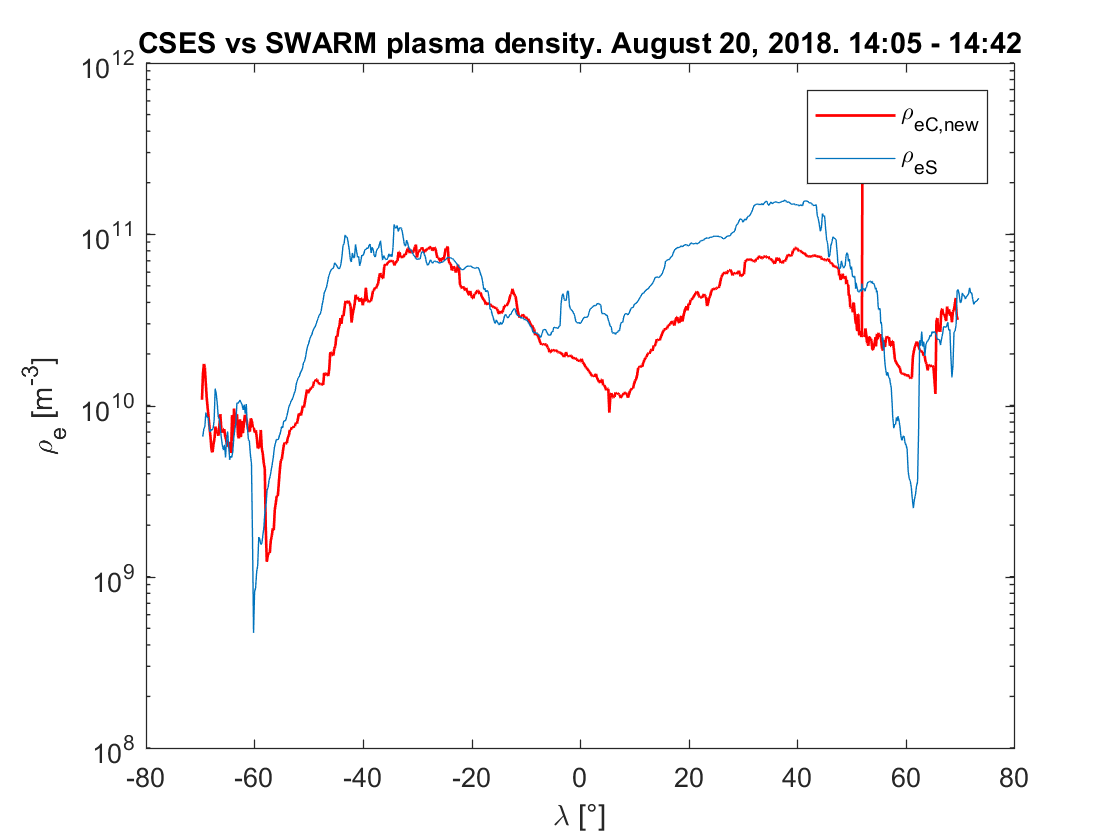 CSES vs SWARM plasma density. August 20, 2018. 14:05 - 14:42
10^12
10^11
10^10
10^9
10^8
ρ_e [m^-3]
ρ_eC,new
ρ_eS
-80 -60 -40 -20 0 20 40 60 80
λ [°]